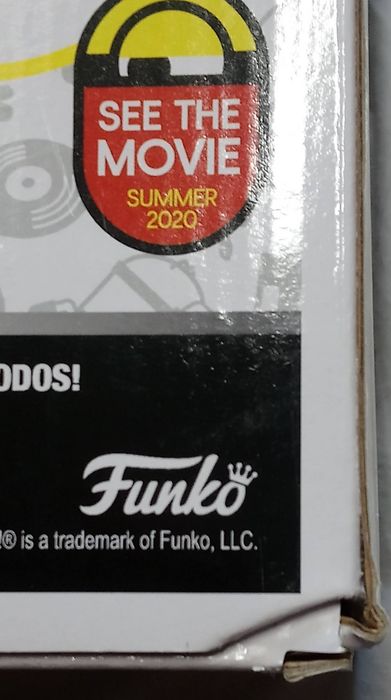 SEE THE
MOVIE
SUMMER
2020
ODOS!
Funko
!® is a trademark of Funko, LLC.